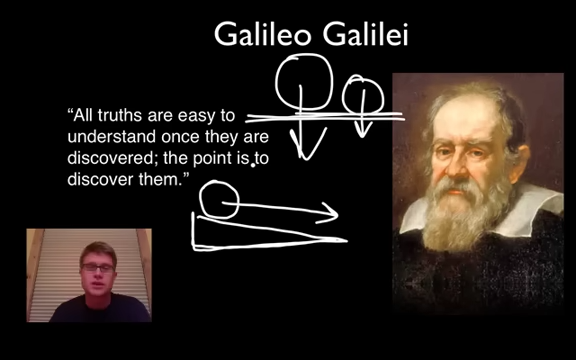 Galileo Galilei
“All truths are easy to
understand once they are
discovered; the point is to
discover them.”